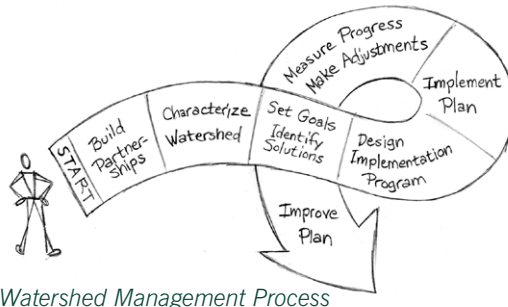 START
Build
Partner-
ships
Characterize
Watershed
Set Goals
Identify
Solutions
Design
Implementation
Program
Implement
Plan
Measure Progress
Make Adjustments
Improve
Plan
Watershed Management Process